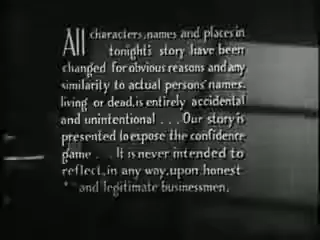 All characters, names and places in
tonight's story have been
changed for obvious reasons and any
similarity to actual persons' names,
living or dead, is entirely accidental
and unintentional . . . Our story is
presented to expose the confidence
game . . . It is never intended to
reflect, in any way, upon honest
and legitimate businessmen.